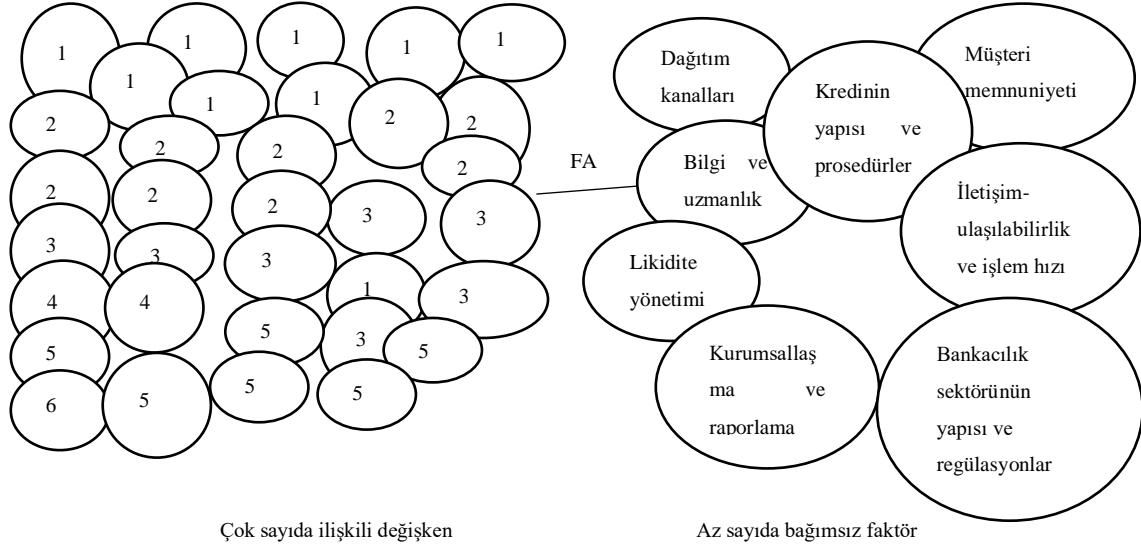 1 1 1 1 1
1 1 1
2 2 2 2 2
2 2
2 2 2 3 3
3 3 3
4 4 1 3
5 5 3 5
6 5 5 5
FA
Dağıtım
kanalları
Kredinin
yapısı ve
prosedürler
Müşteri
memnuniyeti
Bilgi ve
uzmanlık
İletişim-
ulaşılabilirlik
ve işlem hızı
Likidite
yönetimi
Kurumsallaş
ma ve
raporlama
Bankacılık
sektörünün
yapısı ve
regülasyonlar
Çok sayıda ilişkili değişken
Az sayıda bağımsız faktör